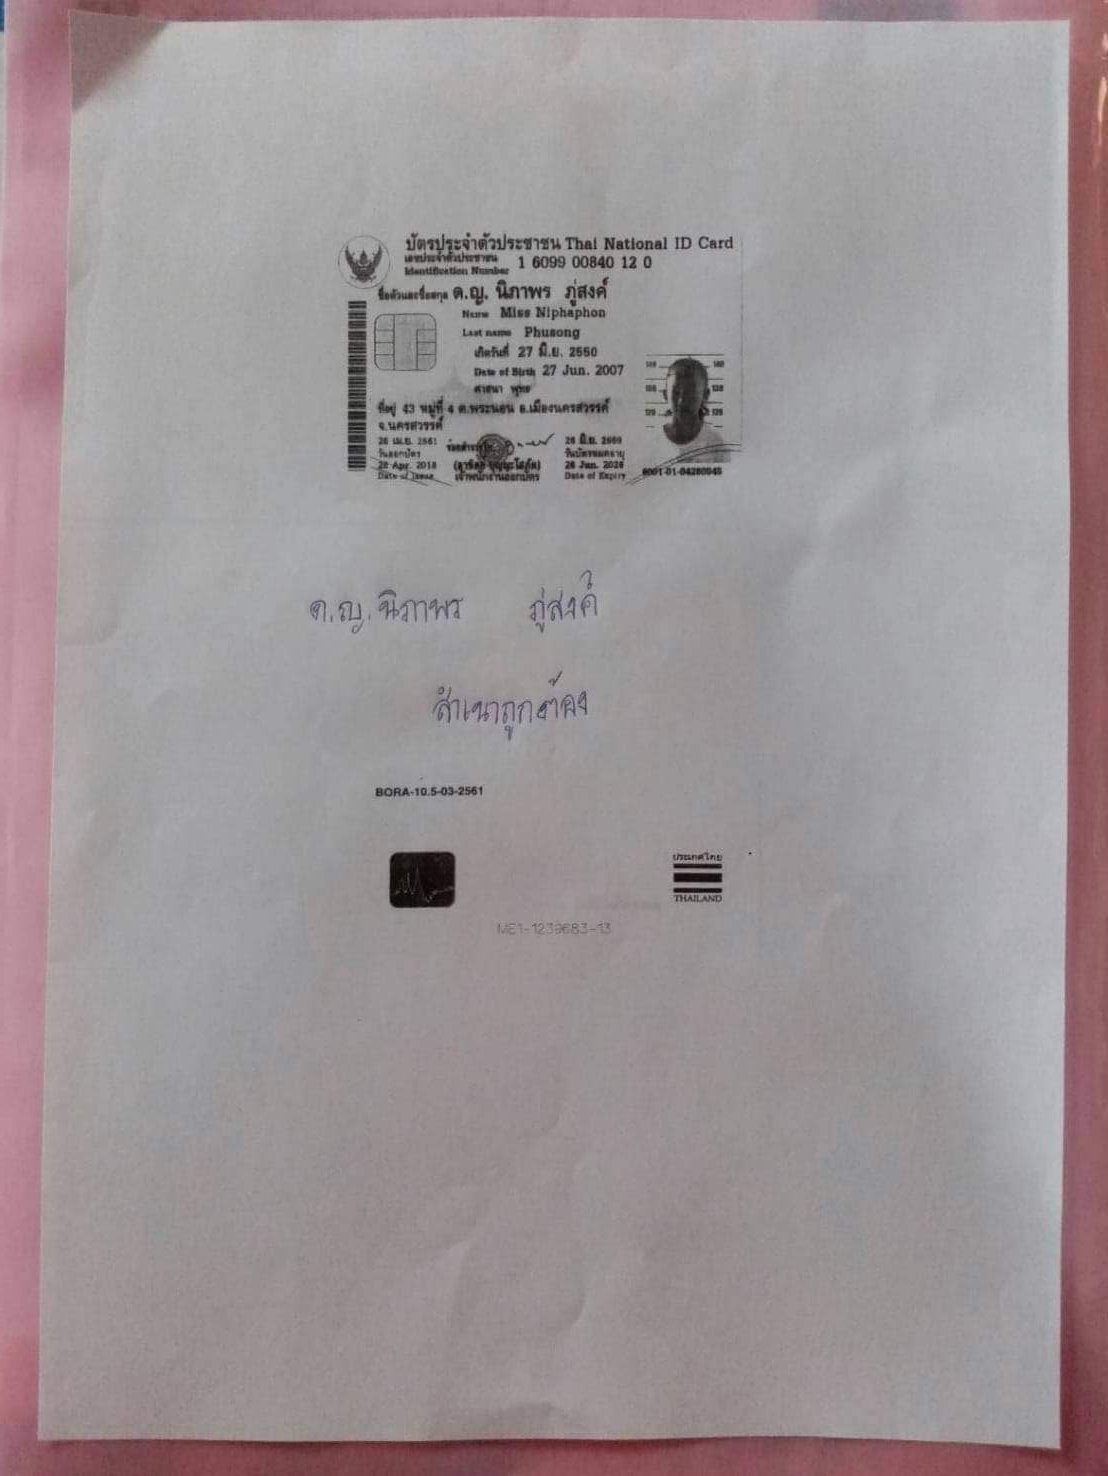 บัตรประจำตัวประชาชน Thai National ID Card
เลขประจำตัวประชาชน
Identification Number 1 6099 00840 12 0
ชื่อตัวและชื่อสกุล ด.ญ. นิภาพร ภู่สงค์
Name Miss Niphaphon
Last name Phusong
เกิดวันที่ 27 มิ.ย. 2550
Date of Birth 27 Jun. 2007
ศาสนา พุทธ
ที่อยู่ 43 หมู่ที่ 4 ต.พระนอน อ.เมืองนครสวรรค์
จ.นครสวรรค์
26 เม.ย. 2561
วันออกบัตร
26 Apr. 2018
Date of Issue
เจ้าพนักงานออกบัตร
26 มิ.ย. 2569
วันบัตรหมดอายุ
26 Jun. 2026
Date of Expiry
6001-01-04260945
ด.ญ. นิภาพร ภู่สงค์
สำเนาถูกต้อง
BORA-10.5-03-2561
ประเทศไทย
THAILAND
ME1-1239683-13